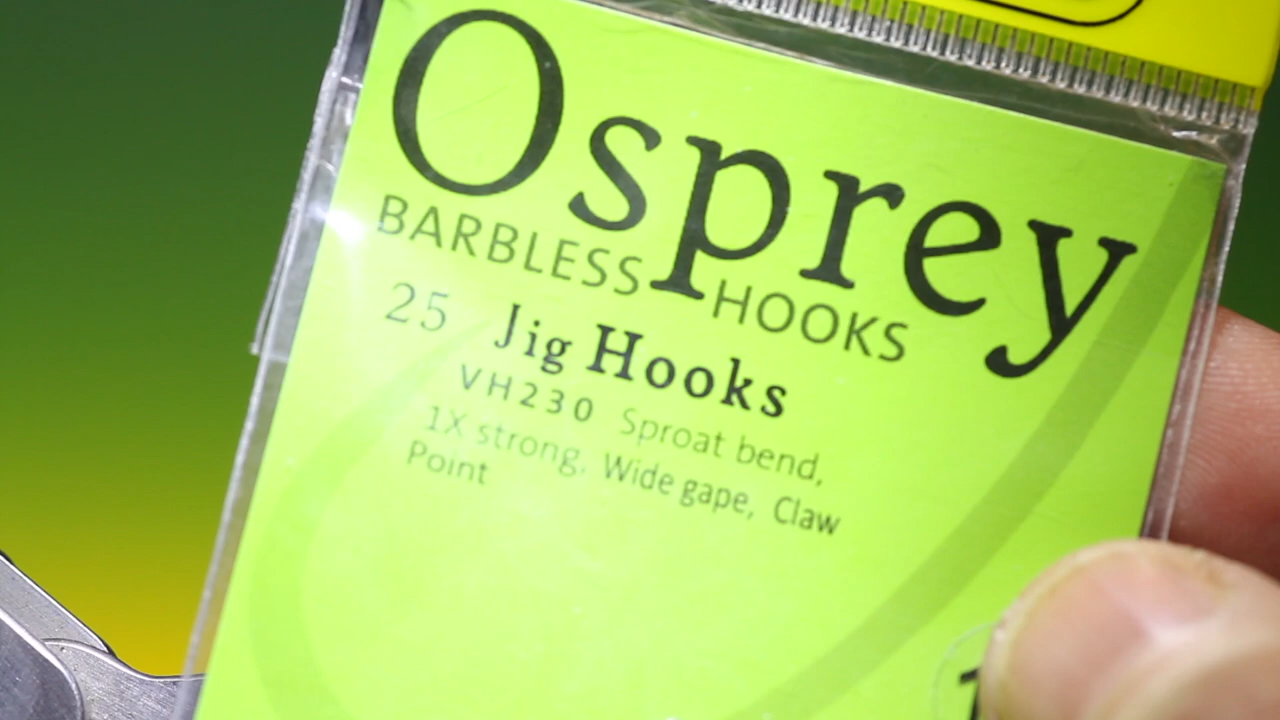 Osprey
BARBLESS HOOKS
25 Jig Hooks
VH230 Sproat bend,
1X strong, Wide gape, Claw
Point